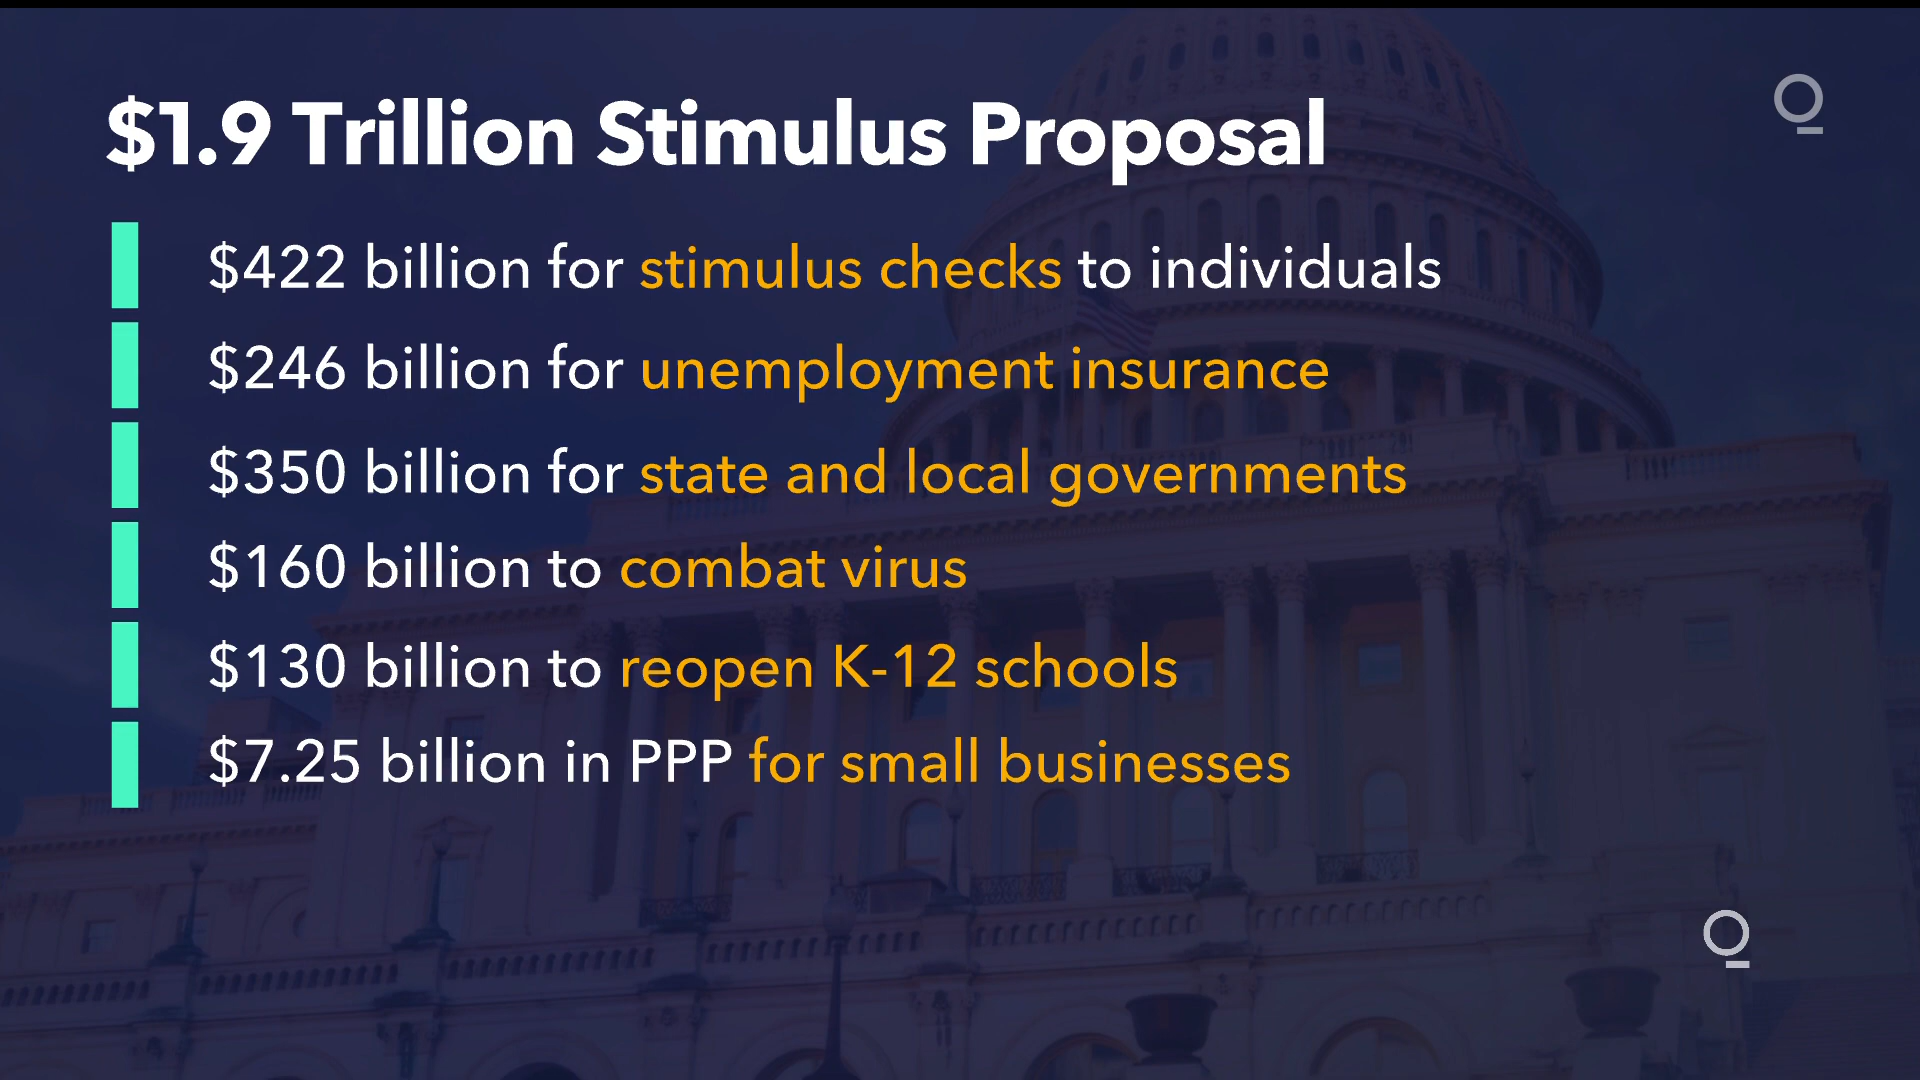 $1.9 Trillion Stimulus Proposal
$422 billion for stimulus checks to individuals
$246 billion for unemployment insurance
$350 billion for state and local governments
$160 billion to combat virus
$130 billion to reopen K-12 schools
$7.25 billion in PPP for small businesses